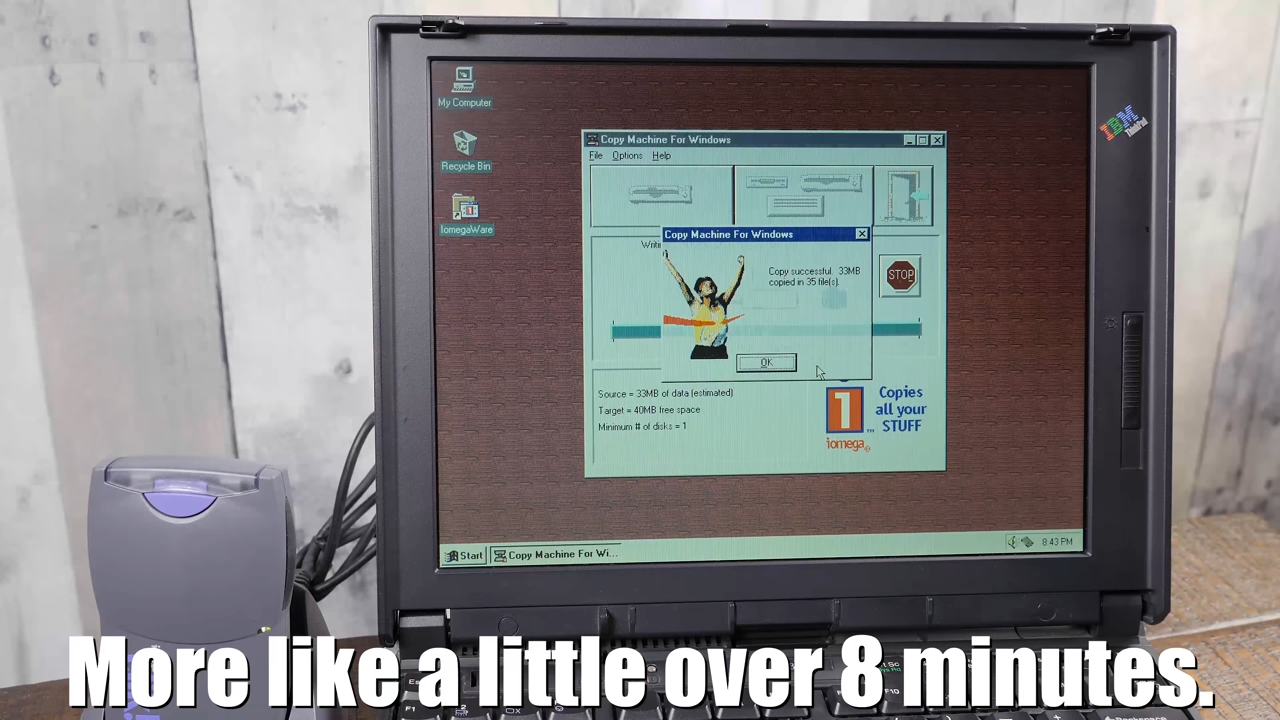 My Computer
Recycle Bin
IomegaWare
IBM
ThinkPad
Copy Machine For Windows
File Options Help
Copy Machine For Windows
Copy successful. 33MB
copied in 35 file(s).
STOP
OK
Source = 33MB of data (estimated)
Target = 40MB free space
Minimum # of disks = 1
1
Copies
all your
... STUFF
iomega®
Start
Copy Machine For Wi...
8:43 PM
F1
F10
More like a little over 8 minutes.